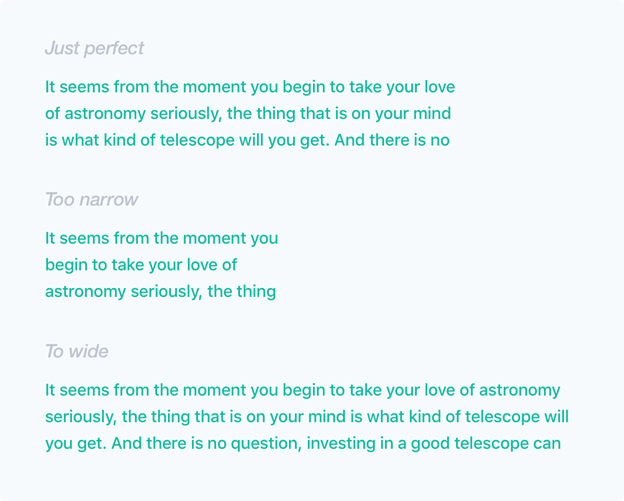 Just perfect
It seems from the moment you begin to take your love
of astronomy seriously, the thing that is on your mind
is what kind of telescope will you get. And there is no
Too narrow
It seems from the moment you
begin to take your love of
astronomy seriously, the thing
To wide
It seems from the moment you begin to take your love of astronomy
seriously, the thing that is on your mind is what kind of telescope will
you get. And there is no question, investing in a good telescope can